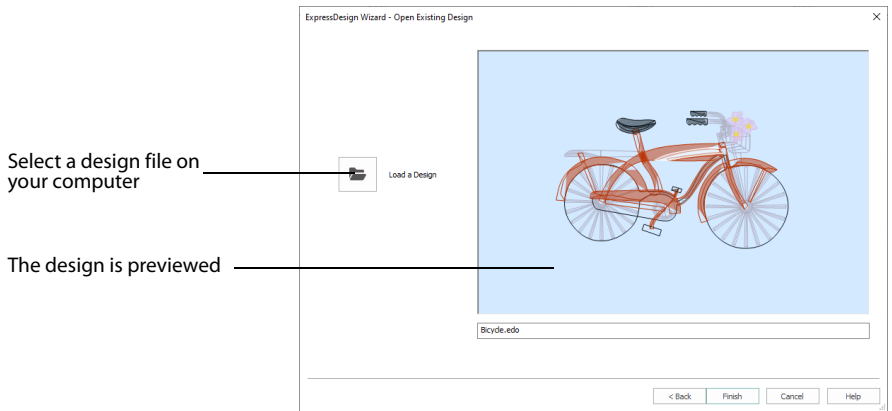 ExpressDesign Wizard - Open Existing Design
Select a design file on
your computer
Load a Design
The design is previewed
Bicycle.edo
< Back
Finish
Cancel
Help